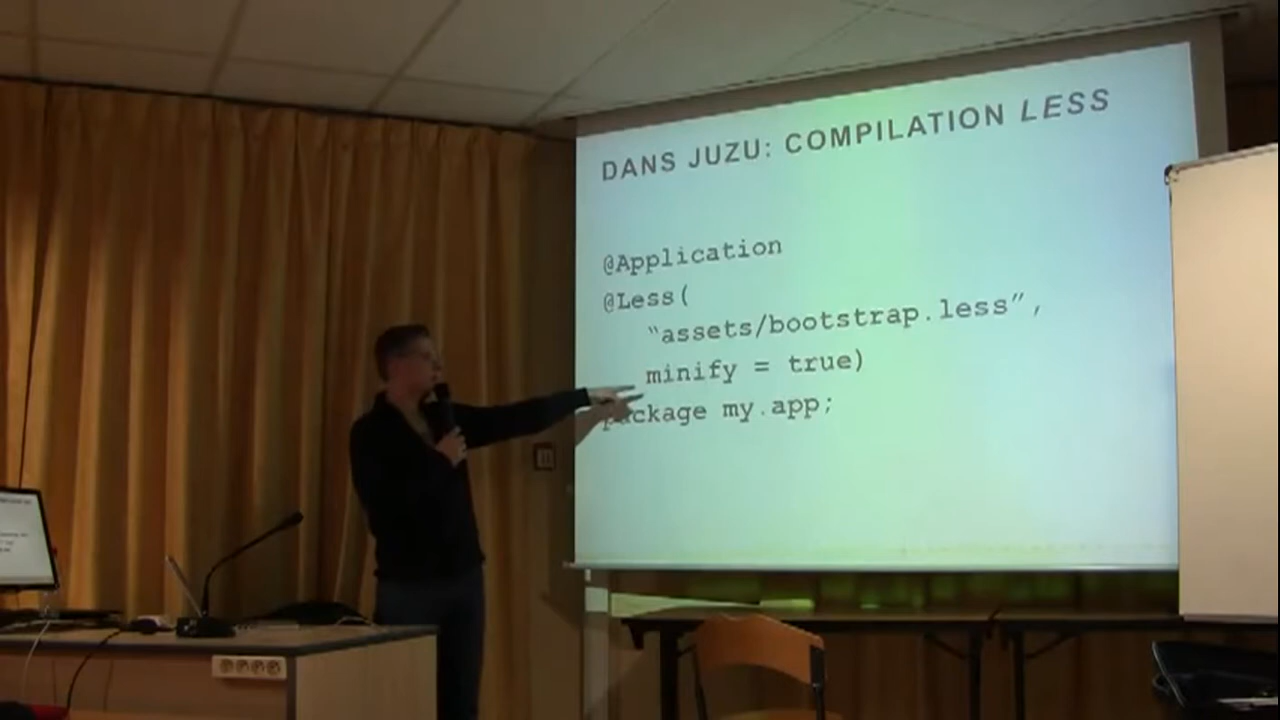 DANS JUZU: COMPILATION LESS
@Application
@Less(
“assets/bootstrap.less”,
minify = true)
package my.app;